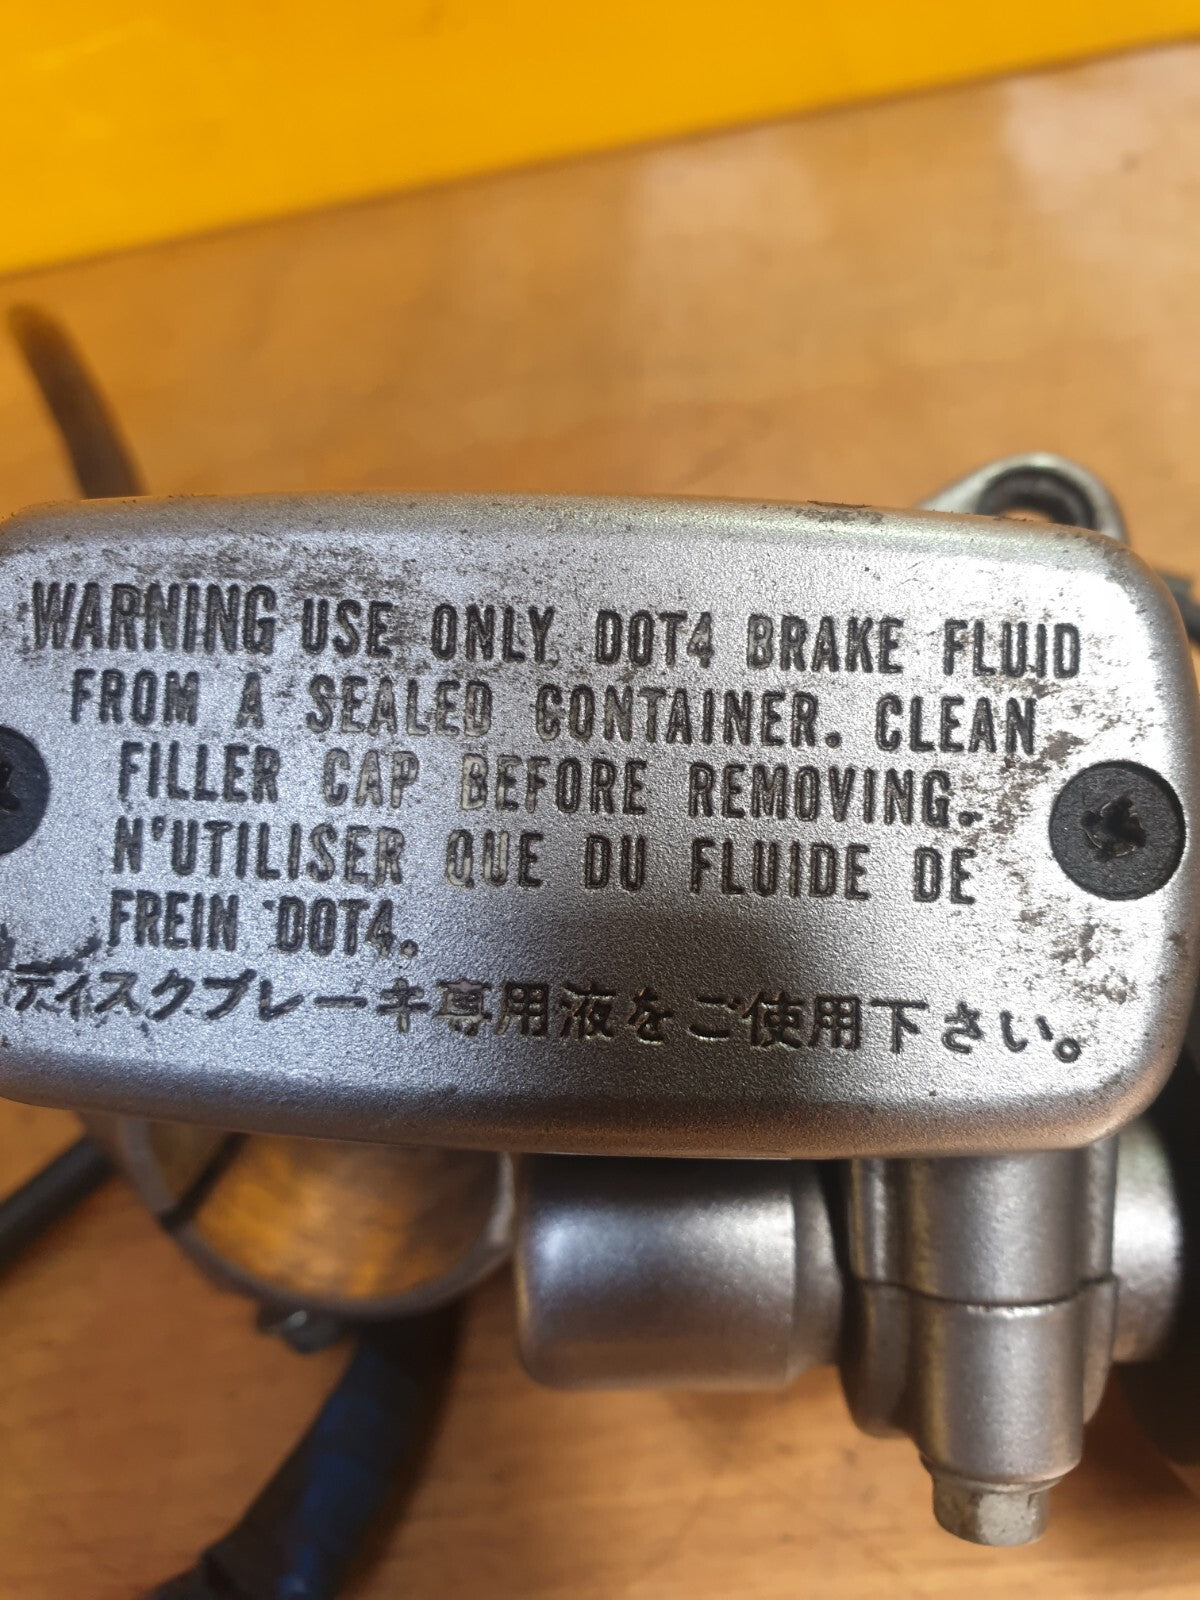 WARNING USE ONLY DOT4 BRAKE FLUID
FROM A SEALED CONTAINER. CLEAN
FILLER CAP BEFORE REMOVING.
N'UTILISER QUE DU FLUIDE DE
FREIN DOT4.
ディスクブレーキ専用液をご使用下さい。